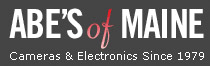 ABE'S of MAINE
Cameras & Electronics Since 1979